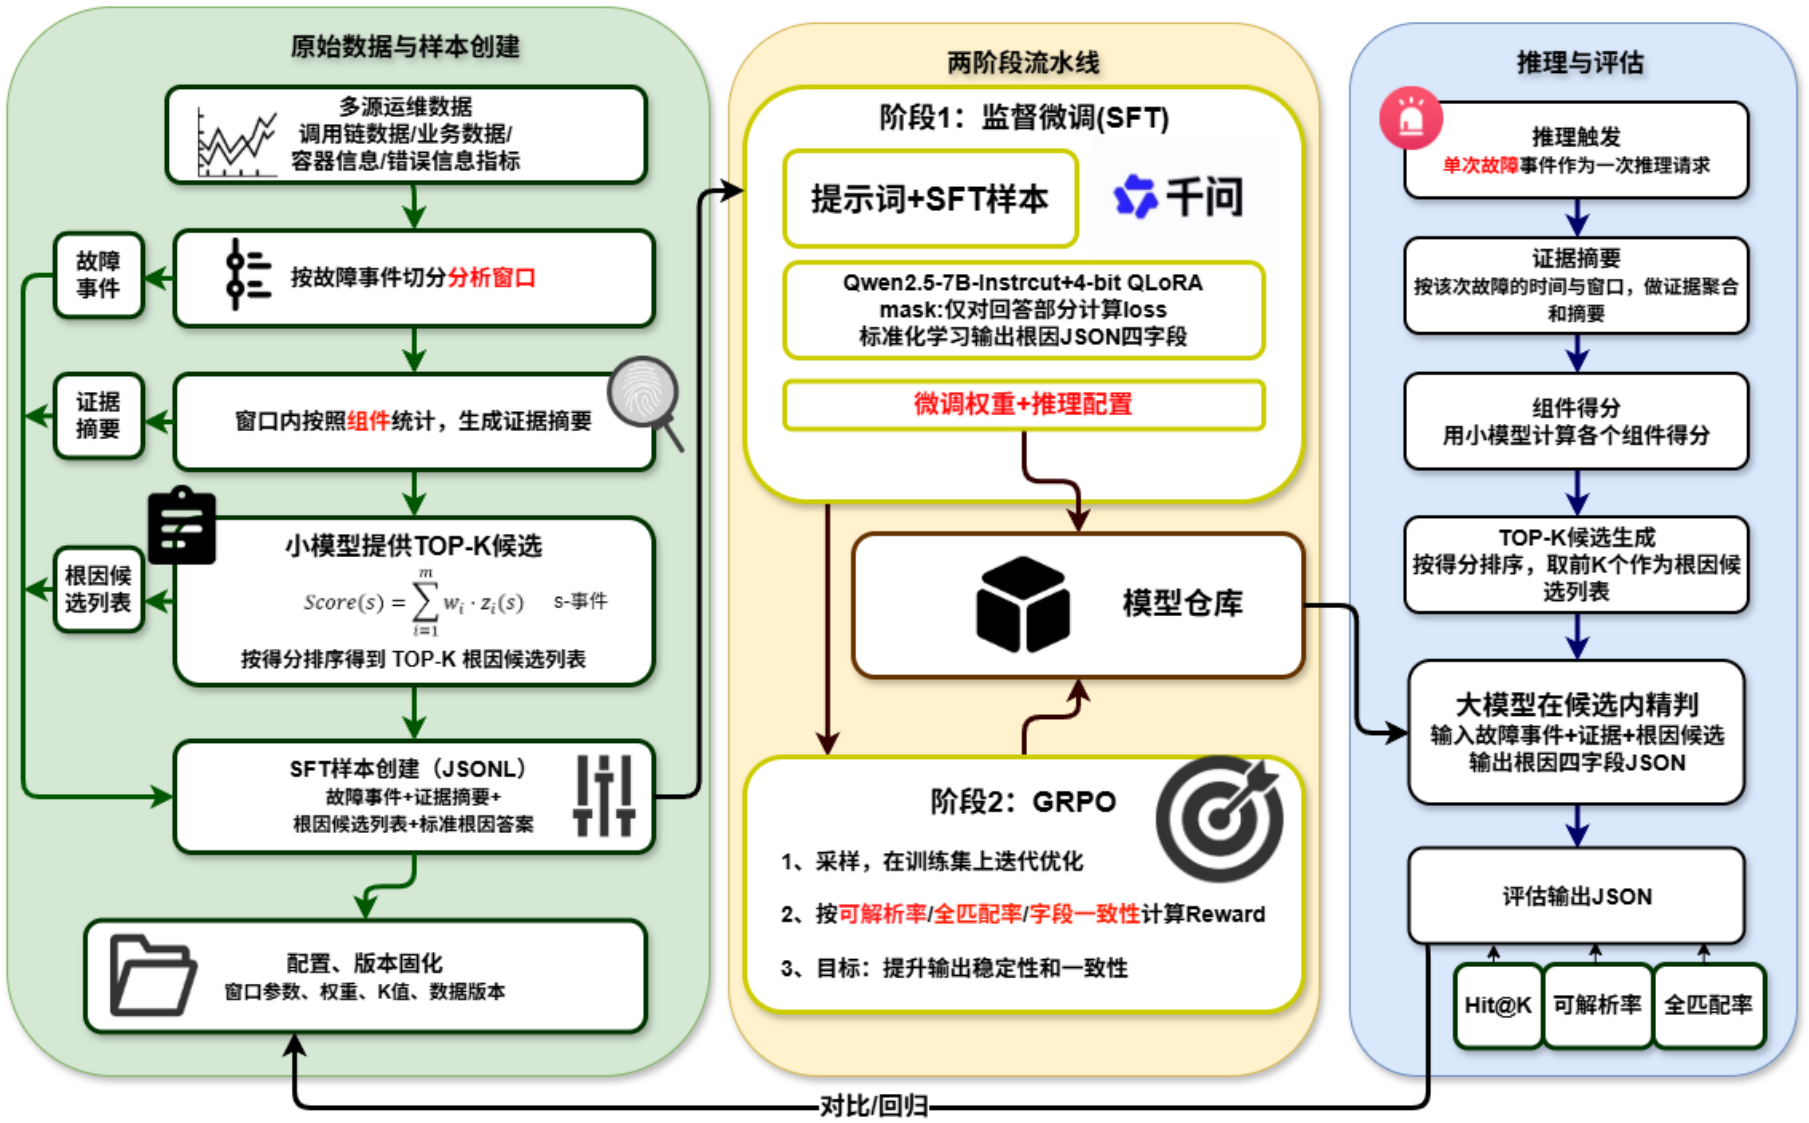 原始数据与样本创建
多源运维数据
调用链数据/业务数据/
容器信息/错误信息指标
故障
事件
按故障事件切分分析窗口
证据
摘要
窗口内按照组件统计，生成证据摘要
根因候
选列表
小模型提供TOP-K候选
Score(s) = ∑_{i=1}^{m} w_i · z_i(s) s-事件
按得分排序得到 TOP-K 根因候选列表
SFT样本创建（JSONL）
故障事件+证据摘要+
根因候选列表+标准根因答案
配置、版本固化
窗口参数、权重、K值、数据版本
两阶段流水线
阶段1：监督微调(SFT)
提示词+SFT样本
千问
Qwen2.5-7B-Instrcut+4-bit QLoRA
mask:仅对回答部分计算loss
标准化学习输出根因JSON四字段
微调权重+推理配置
模型仓库
阶段2：GRPO
1、采样，在训练集上迭代优化
2、按可解析率/全匹配率/字段一致性计算Reward
3、目标：提升输出稳定性和一致性
推理与评估
推理触发
单次故障事件作为一次推理请求
证据摘要
按该次故障的时间与窗口，做证据聚合
和摘要
组件得分
用小模型计算各个组件得分
TOP-K候选生成
按得分排序，取前K个作为根因候
选列表
大模型在候选内精判
输入故障事件+证据+根因候选
输出根因四字段JSON
评估输出JSON
Hit@K
可解析率
全匹配率
对比/回归